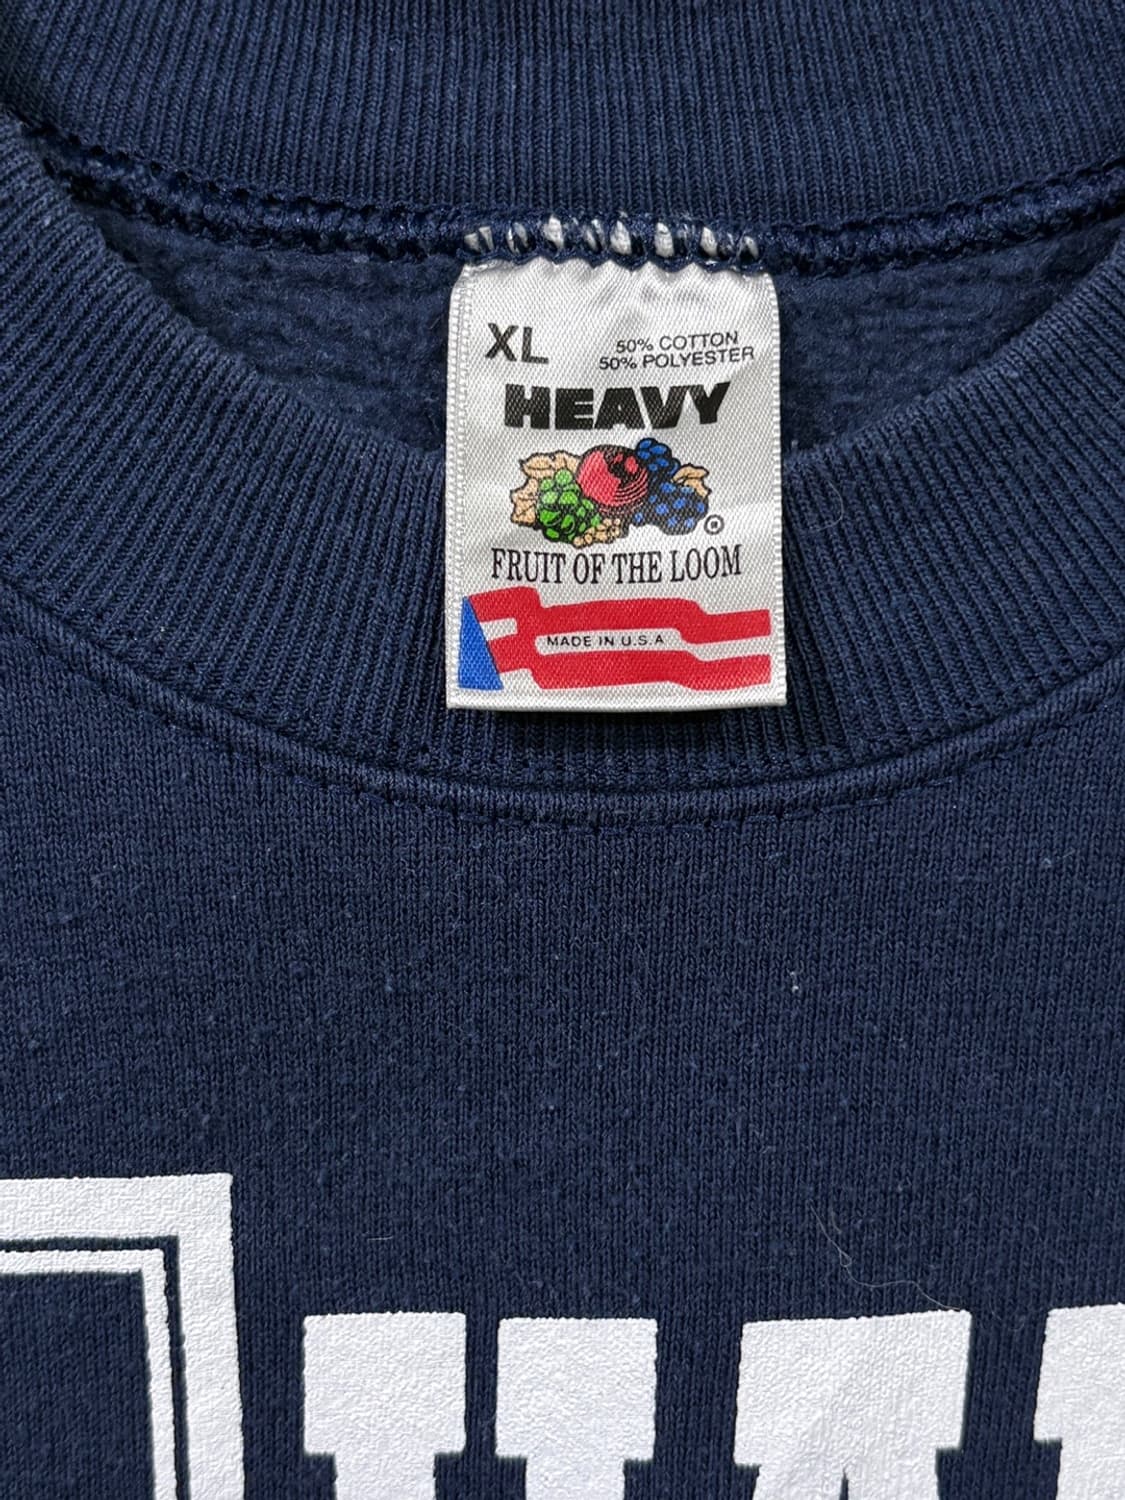 XL
50% COTTON
50% POLYESTER
HEAVY
®
FRUIT OF THE LOOM
MADE IN U.S.A